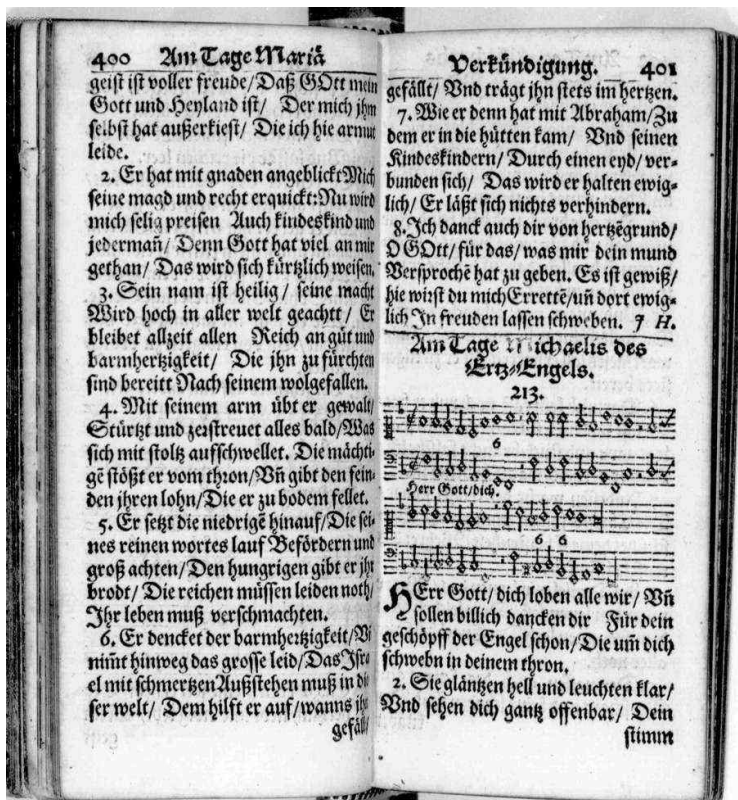 400 Am Tage Mariä
geist ist voller freude/ Daß GOtt mein
Gott und Heyland ist/ Der mich jhm
selbst hat außerkiest/ Die ich hie armut
leide.
2. Er hat mit gnaden angeblickt Mich
seine magd und recht erquickt: Nu wird
mich selig preisen Auch kindeskind und
jederman̄/ Denn Gott hat viel an mir
gethan/ Das wird sich kürtzlich weisen.
3. Sein nam ist heilig/ seine macht
Wird hoch in aller welt geachtt/ Er
bleibet allzeit allen Reich an güt und
barmhertzigkeit/ Die jhn zu fürchten
sind bereitt Nach seinem wolgefallen.
4. Mit seinem arm übt er gewalt/
Stürtzt und zerstreuet alles bald/ Was
sich mit stoltz aufschwellet. Die mächti-
gē stößt er vom thron/ Vn̄ gibt den fein-
den jhren lohn/ Die er zu bodem fellet.
5. Er setzt die niedrigē hinauf/ Die sei-
nes reinen wortes lauf Befördern und
groß achten/ Den hungrigen gibt er jhr
brodt/ Die reichen müssen leiden noth/
Ihr leben muß verschmachten.
6. Er dencket der barmhertzigkeit/
nim̄t hinweg das grosse leid/ Das Isra
el mit schmertzen Außstehen muß in die
ser welt/ Dem hilft er auf/ wanns jhm
gefäll/
Verkündigung. 401
gefällt/ Vnd trägt jhn stets im hertzen.
7. Wie er denn hat mit Abraham/ Zu
dem er in die hütten kam/ Vnd seinen
Kindeskindern/ Durch einen eyd/ ver-
bunden sich/ Das wird er halten ewig-
lich/ Er läßt sich nichts verhindern.
8. Ich danck auch dir von hertzēgrund/
O GOtt/ für das/ was mir dein mund
Versprochē hat zu geben. Es ist gewiß/
hie wirst du mich Errettē/ un̄ dort ewig-
lich In freuden lassen schweben. J H.
Am Tage Michaelis des
Ertz-Engels.
213.
6
Herr Gott/dich.
6 6
HErr Gott/ dich loben alle wir/ Vn̄
sollen billich dancken dir Für dein
geschöpff der Engel schon/ Die um̄ dich
schwebn in deinem thron.
2. Sie gläntzen hell und leuchten klar/
Vnd sehen dich gantz offenbar/ Dein
stimm